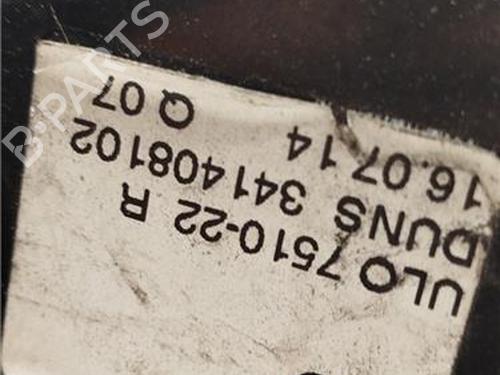 ULO 7510-22 R
DUNS 341408102
16.07.14 Q 07
B-PARTS